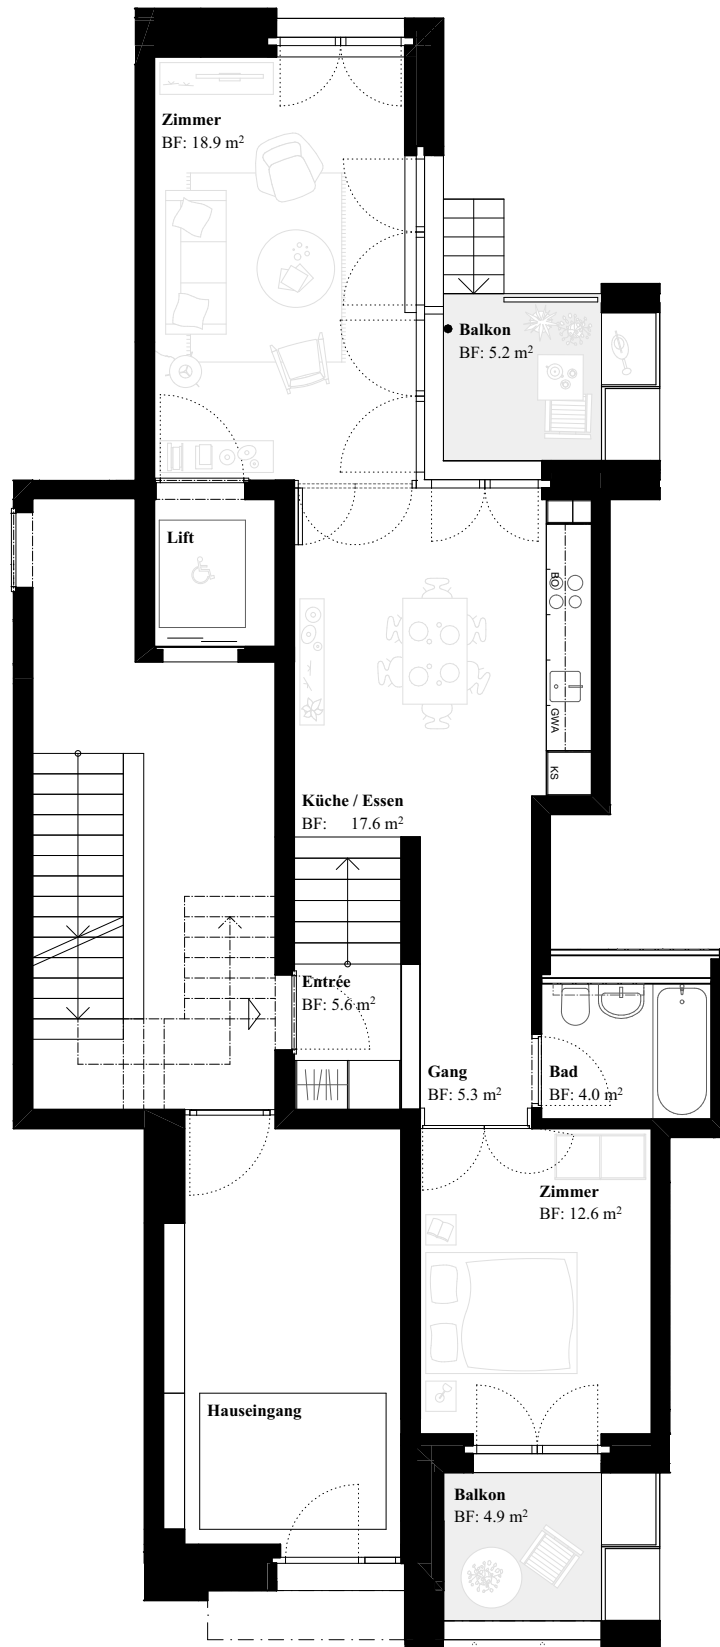 Zimmer
BF: 18.9 m²
Balkon
BF: 5.2 m²
Lift
BO
GWA
KS
Küche / Essen
BF: 17.6 m²
Entrée
BF: 5.6 m²
Gang
BF: 5.3 m²
Bad
BF: 4.0 m²
Zimmer
BF: 12.6 m²
Hauseingang
Balkon
BF: 4.9 m²